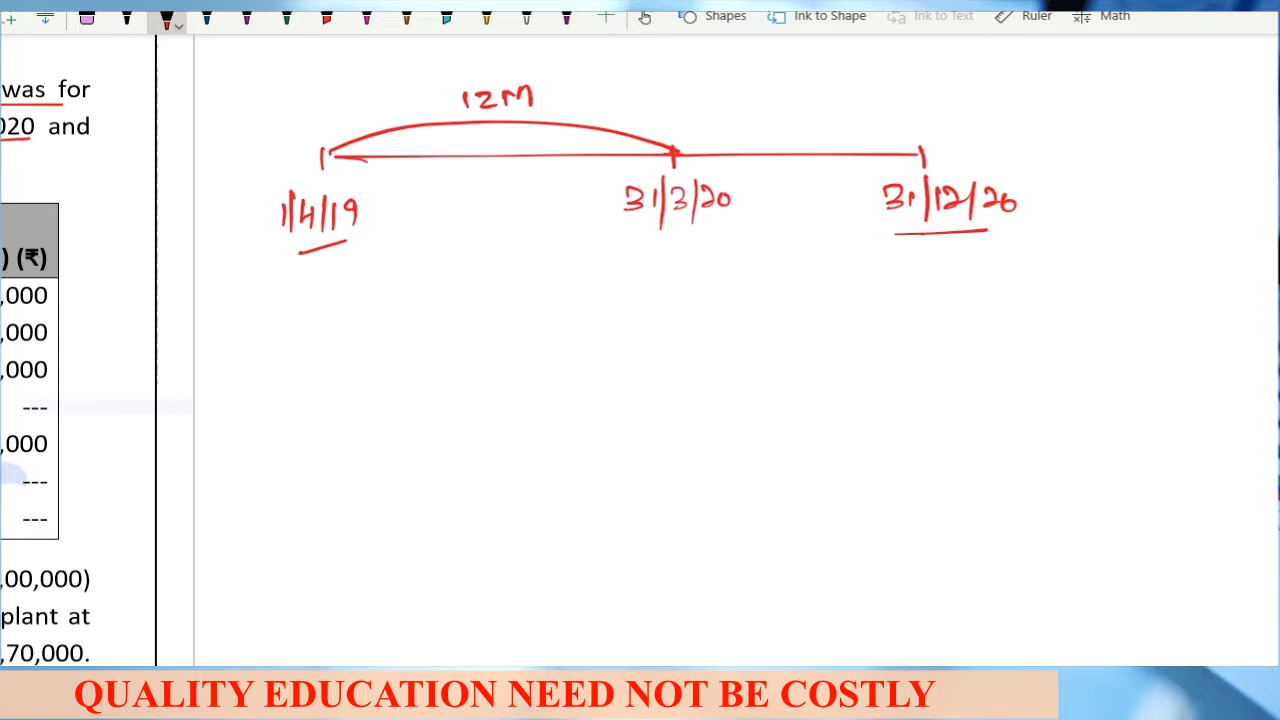 Shapes Ink to Shape Ink to Text Ruler Math
was for
020 and
) (₹)
,000
,000
,000
---
,000
---
---
,00,000)
plant at
,70,000.
12M
1/4/19 31/3/20 31/12/20
QUALITY EDUCATION NEED NOT BE COSTLY